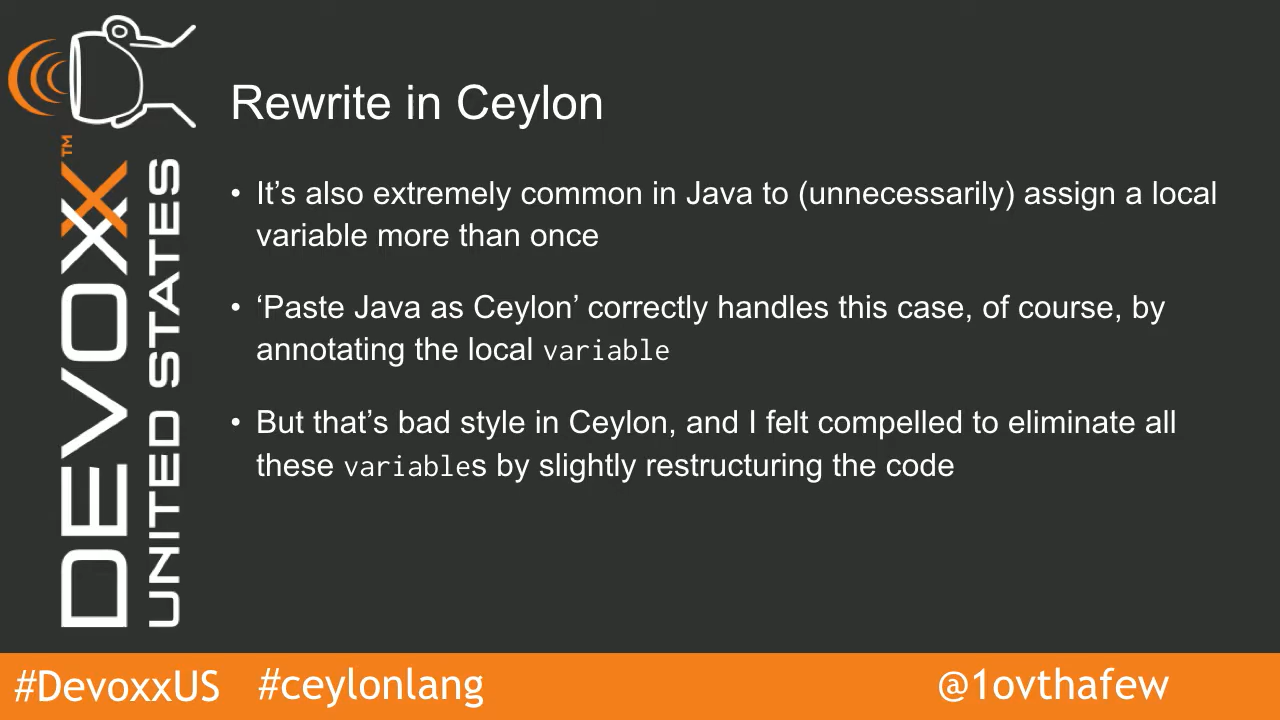 DEVOXX™
UNITED STATES
Rewrite in Ceylon
• It’s also extremely common in Java to (unnecessarily) assign a local
variable more than once
• ‘Paste Java as Ceylon’ correctly handles this case, of course, by
annotating the local variable
• But that’s bad style in Ceylon, and I felt compelled to eliminate all
these variables by slightly restructuring the code
#DevoxxUS #ceylonlang @1ovthafew